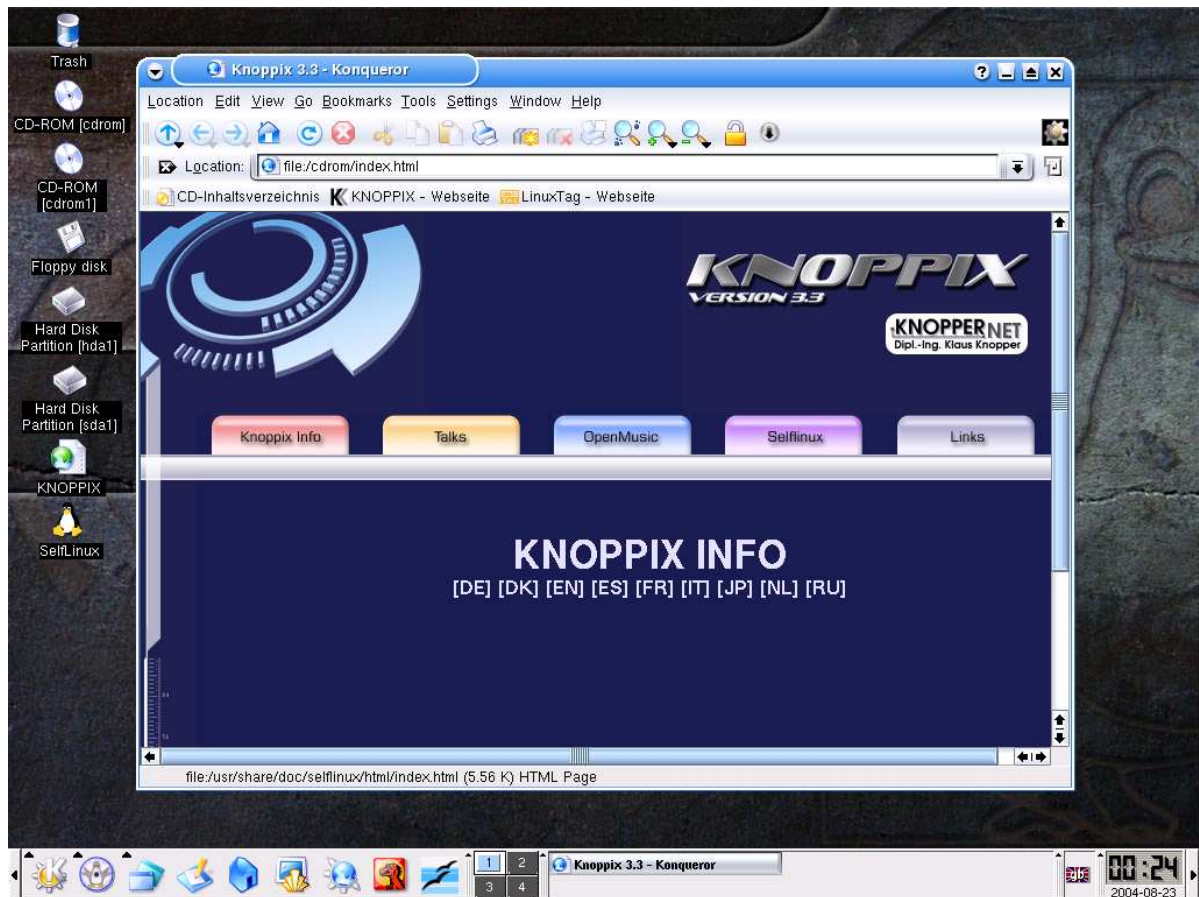 Trash
CD-ROM [cdrom]
CD-ROM
[cdrom1]
Floppy disk
Hard Disk
Partition [hda1]
Hard Disk
Partition [sda1]
KNOPPIX
SelfLinux
Knoppix 3.3 - Konqueror
Location Edit View Go Bookmarks Tools Settings Window Help
Location: file:/cdrom/index.html
CD-Inhaltsverzeichnis KNOPPIX - Webseite LinuxTag - Webseite
KNOPPIX
VERSION 3.3
KNOPPER NET
Dipl.-Ing. Klaus Knopper
Knoppix Info Talks OpenMusic Selflinux Links
KNOPPIX INFO
[DE] [DK] [EN] [ES] [FR] [IT] [JP] [NL] [RU]
file:/usr/share/doc/selflinux/html/index.html (5.56 K) HTML Page
1 2
3 4
Knoppix 3.3 - Konqueror
gb
00:24
2004-08-23